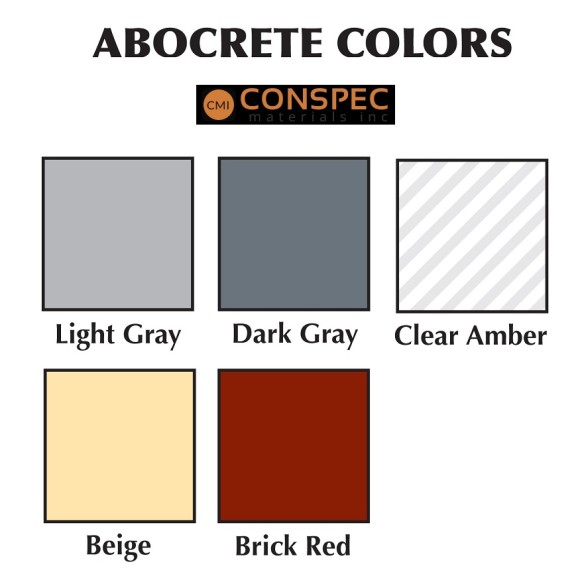 ABOCRETE COLORS
CMI CONSPEC
materials inc
Light Gray
Dark Gray
Clear Amber
Beige
Brick Red